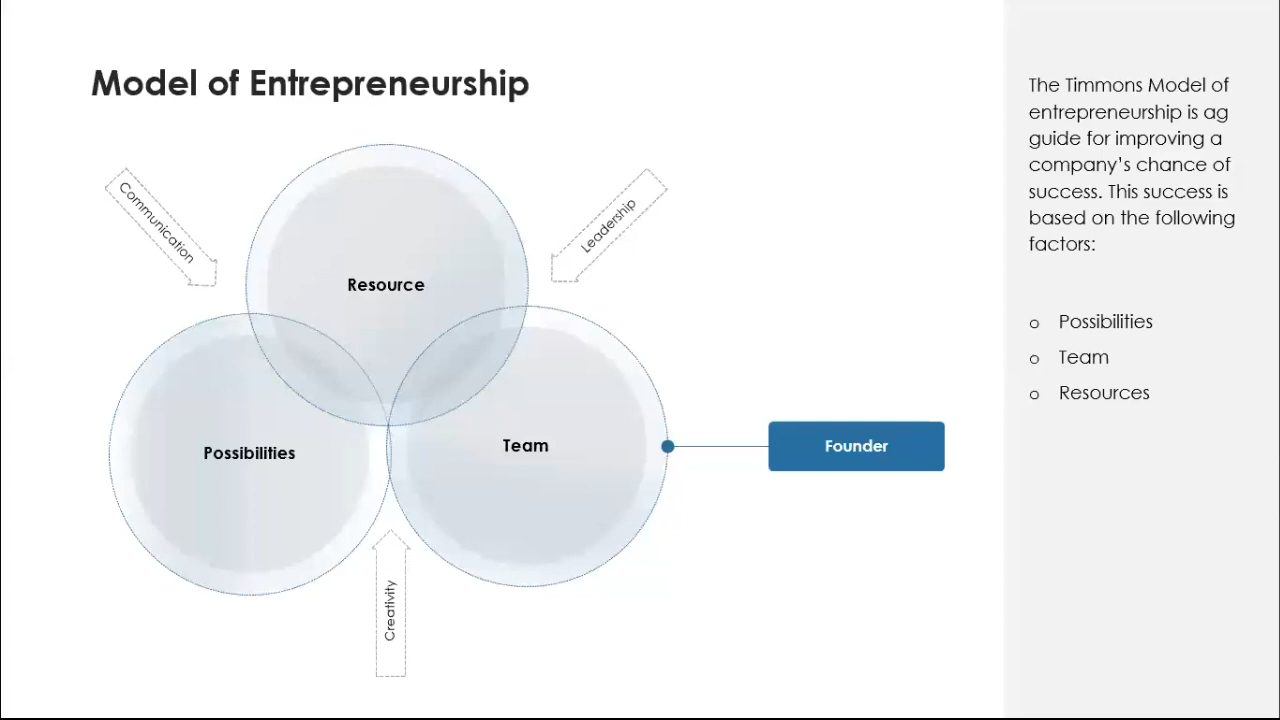 Model of Entrepreneurship
Communication
Leadership
Resource
Possibilities
Team
Founder
Creativity
The Timmons Model of
entrepreneurship is ag
guide for improving a
company's chance of
success. This success is
based on the following
factors:
o Possibilities
o Team
o Resources